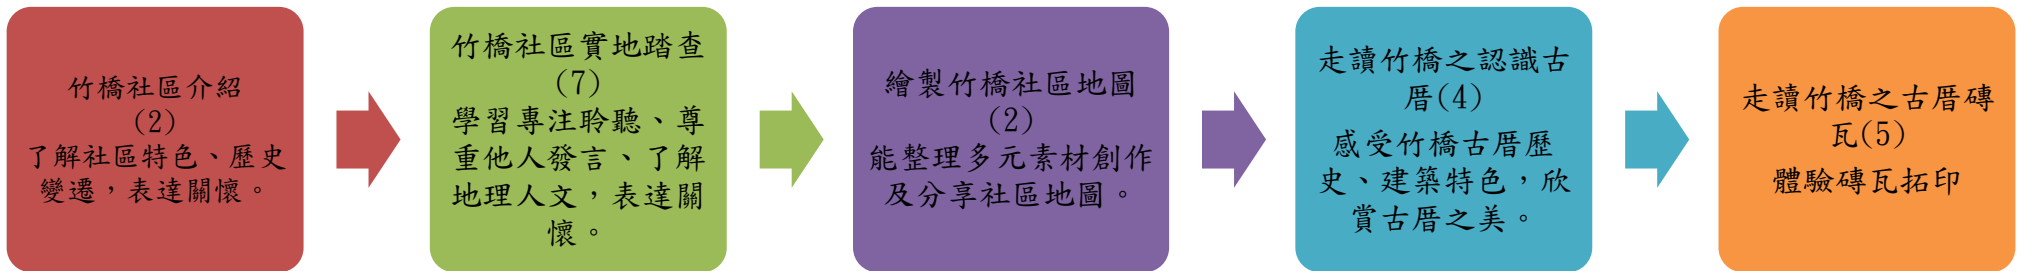 竹橋社區介紹
(2)
了解社區特色、歷史
變遷，表達關懷。
竹橋社區實地踏查
(7)
學習專注聆聽、尊
重他人發言、了解
地理人文，表達關
懷。
繪製竹橋社區地圖
(2)
能整理多元素材創作
及分享社區地圖。
走讀竹橋之認識古
厝(4)
感受竹橋古厝歷
史、建築特色，欣
賞古厝之美。
走讀竹橋之古厝磚
瓦(5)
體驗磚瓦拓印